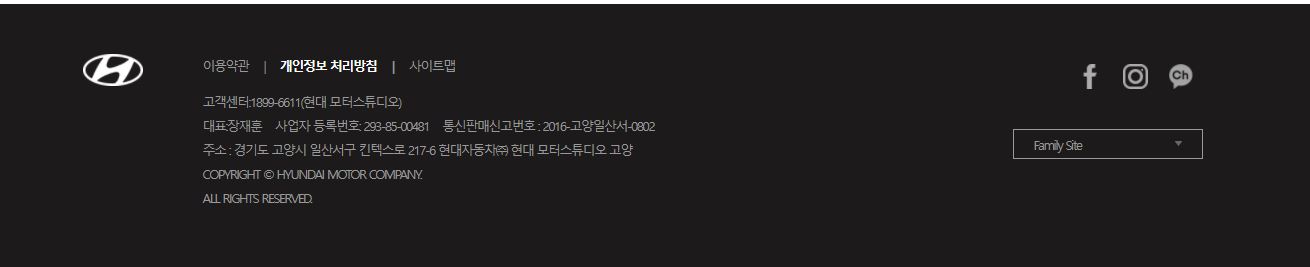 이용약관 | 개인정보 처리방침 | 사이트맵
고객센터:1899-6611(현대 모터스튜디오)
대표:장재훈 사업자 등록번호: 293-85-00481 통신판매신고번호 : 2016-고양일산서-0802
주소 : 경기도 고양시 일산서구 킨텍스로 217-6 현대자동차㈜ 현대 모터스튜디오 고양
COPYRIGHT © HYUNDAI MOTOR COMPANY.
ALL RIGHTS RESERVED.
Ch
Family Site